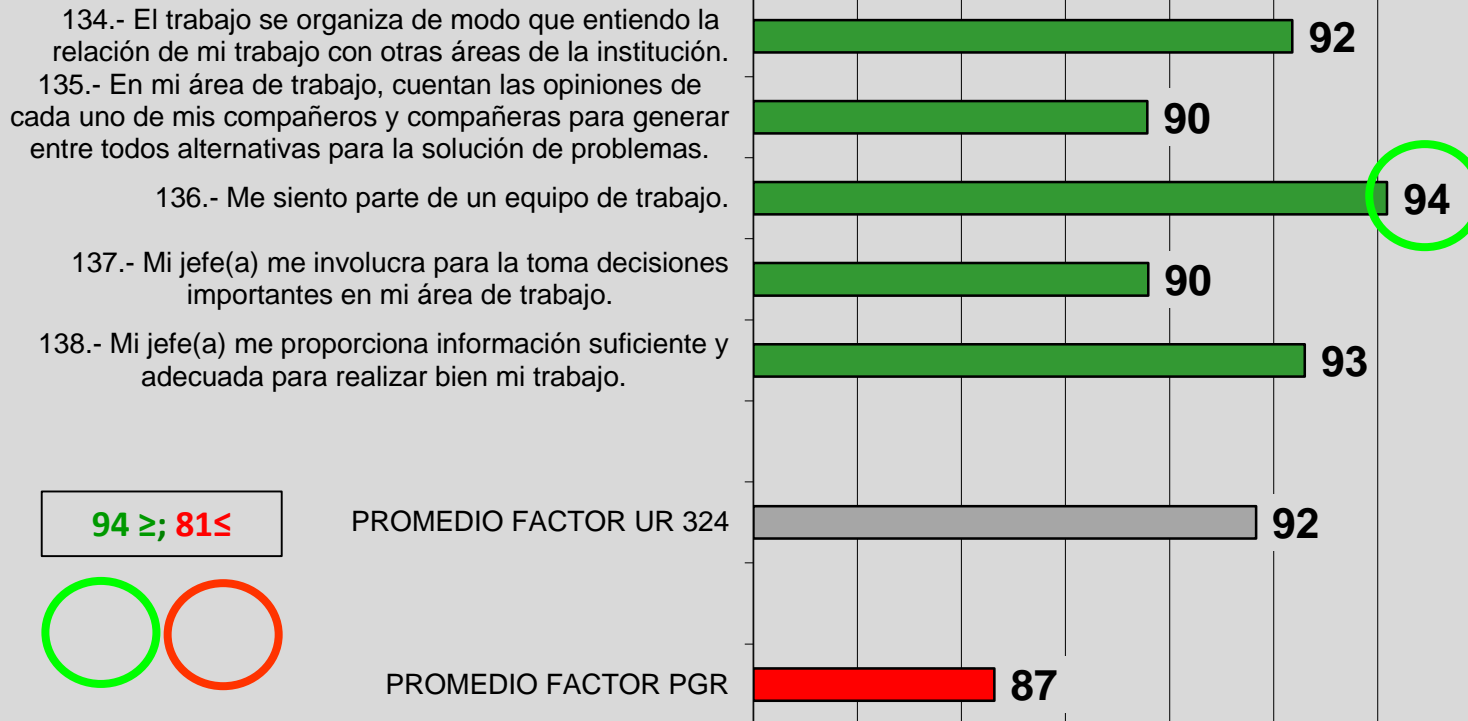 134.- El trabajo se organiza de modo que entiendo la
relación de mi trabajo con otras áreas de la institución.
92
135.- En mi área de trabajo, cuentan las opiniones de
cada uno de mis compañeros y compañeras para generar
entre todos alternativas para la solución de problemas.
90
136.- Me siento parte de un equipo de trabajo.
94
137.- Mi jefe(a) me involucra para la toma decisiones
importantes en mi área de trabajo.
90
138.- Mi jefe(a) me proporciona información suficiente y
adecuada para realizar bien mi trabajo.
93
94 ≥; 81≤
PROMEDIO FACTOR UR 324
92
PROMEDIO FACTOR PGR
87